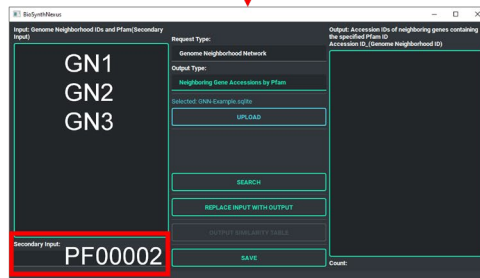 BioSynthNexus
Input: Genome Neighborhood IDs and Pfam(Secondary
Input)
GN1
GN2
GN3
Secondary Input:
PF00002
Request Type:
Genome Neighborhood Network
Output Type:
Neighboring Gene Accessions by Pfam
Selected: GNN-Example.sqlite
UPLOAD
SEARCH
REPLACE INPUT WITH OUTPUT
OUTPUT SIMILARITY TABLE
SAVE
Output: Accession IDs of neighboring genes containing
the specified Pfam ID
Accession ID_(Genome Neighborhood ID)
Count: